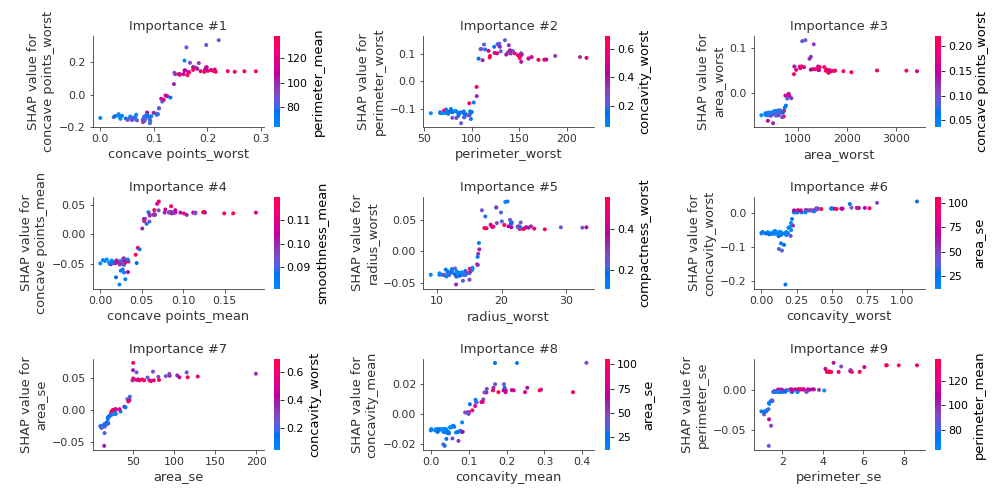 Importance #1
SHAP value for
concave points_worst
0.2
0.0
−0.2
0.0
0.1
0.2
0.3
concave points_worst
120
100
80
perimeter_mean
Importance #2
SHAP value for
perimeter_worst
0.1
0.0
−0.1
50
100
150
200
perimeter_worst
0.6
0.4
0.2
concavity_worst
Importance #3
SHAP value for
area_worst
0.1
0.0
1000
2000
3000
area_worst
0.20
0.15
0.10
0.05
concave points_worst
Importance #4
SHAP value for
concave points_mean
0.05
0.00
−0.05
0.00
0.05
0.10
0.15
concave points_mean
0.11
0.10
0.09
smoothness_mean
Importance #5
SHAP value for
radius_worst
0.05
0.00
−0.05
10
20
30
radius_worst
0.4
0.2
compactness_worst
Importance #6
SHAP value for
concavity_worst
0.0
−0.1
−0.2
0.00
0.25
0.50
0.75
1.00
concavity_worst
100
75
50
25
area_se
Importance #7
SHAP value for
area_se
0.05
0.00
−0.05
50
100
150
200
area_se
0.6
0.4
0.2
concavity_worst
Importance #8
SHAP value for
concavity_mean
0.02
0.00
−0.02
0.0
0.1
0.2
0.3
0.4
concavity_mean
100
75
50
25
area_se
Importance #9
SHAP value for
perimeter_se
0.00
−0.05
2
4
6
8
perimeter_se
120
100
80
perimeter_mean